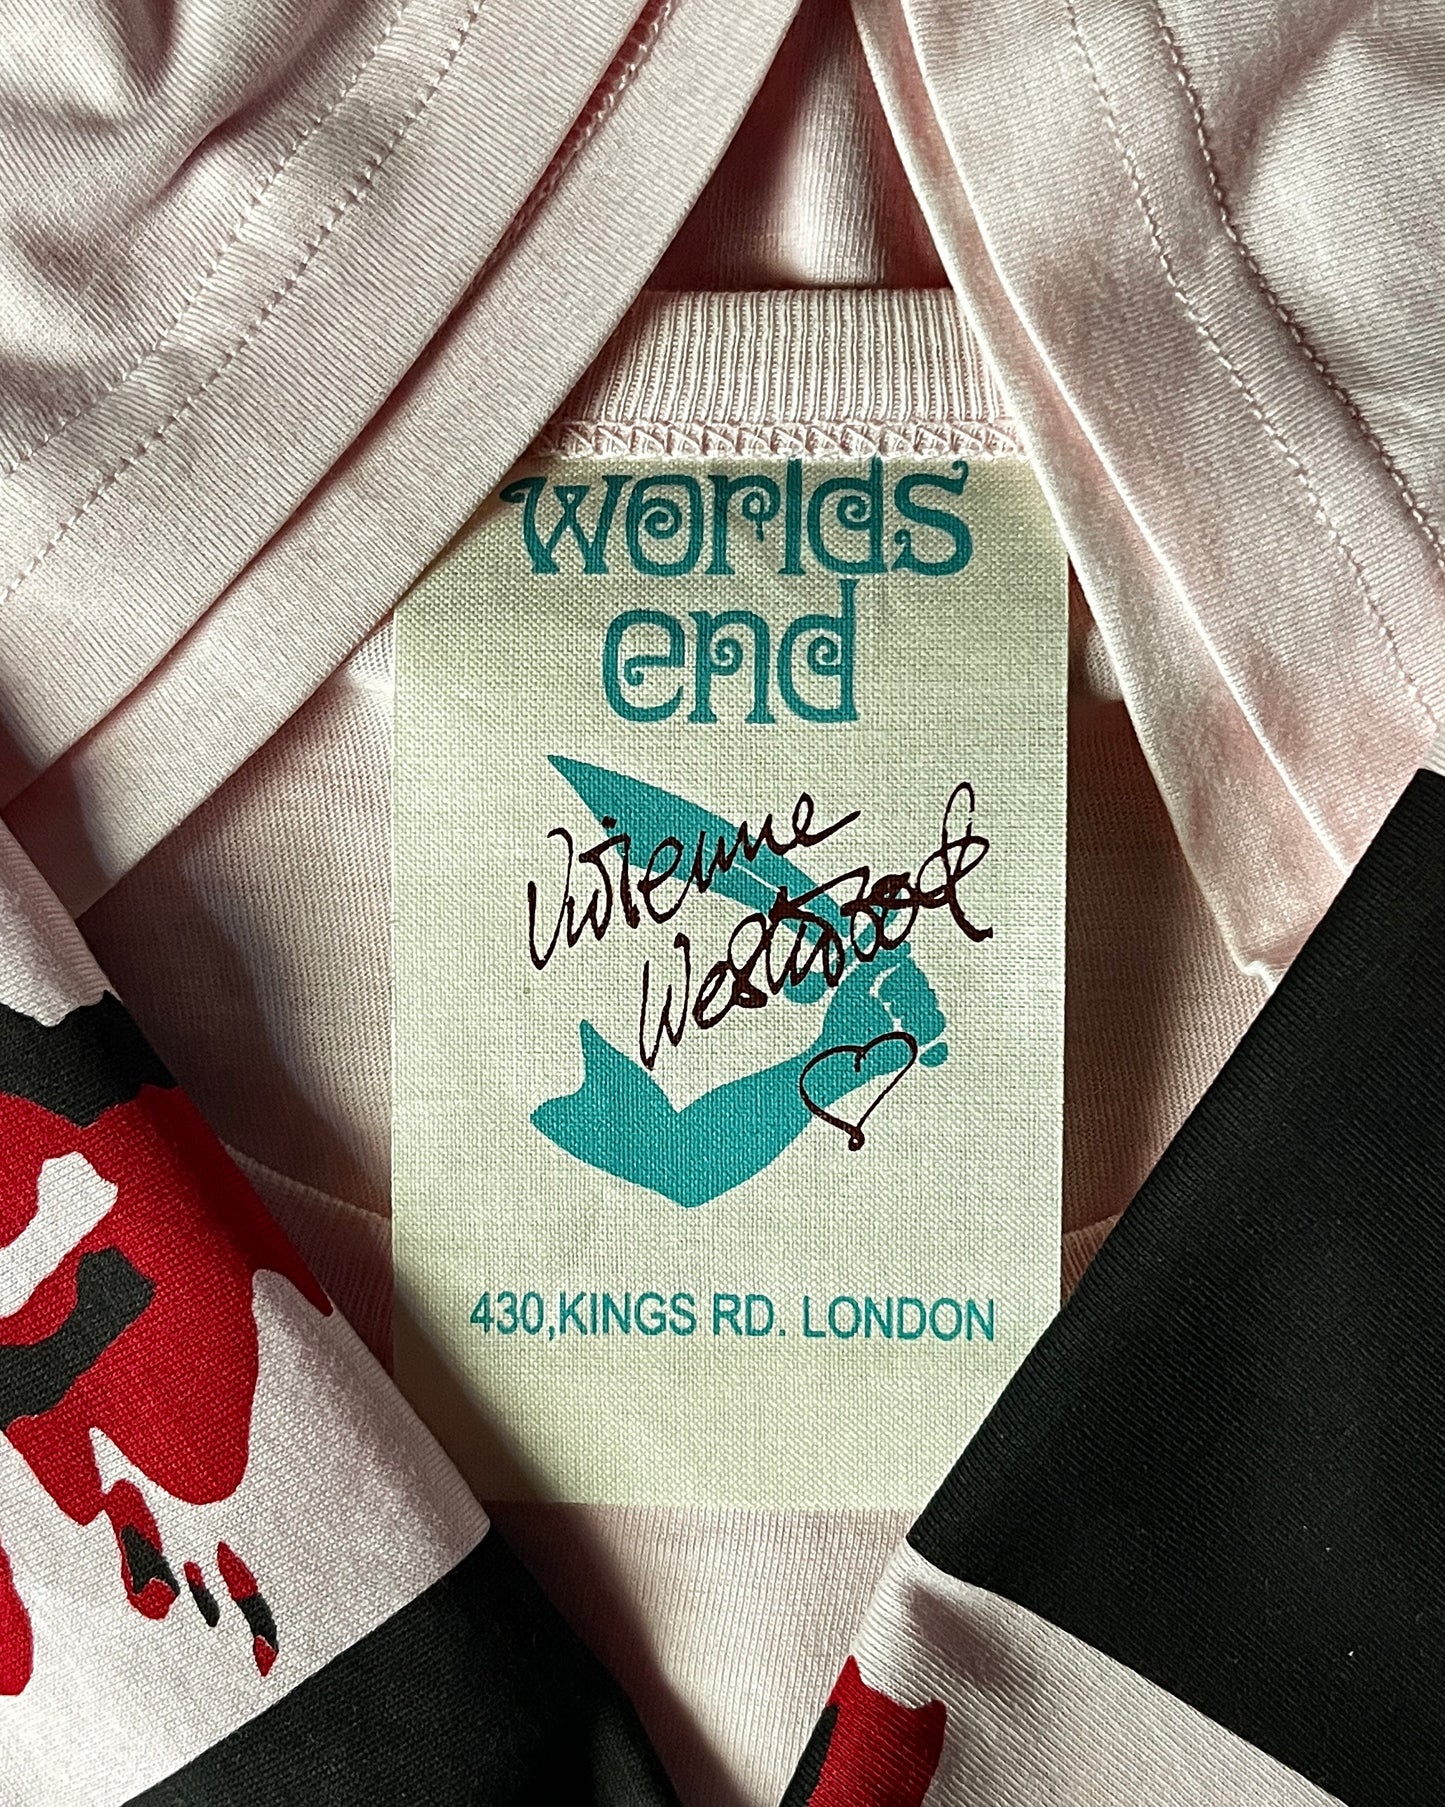 worlds
end
Vivienne
Westwood
430,KINGS RD. LONDON